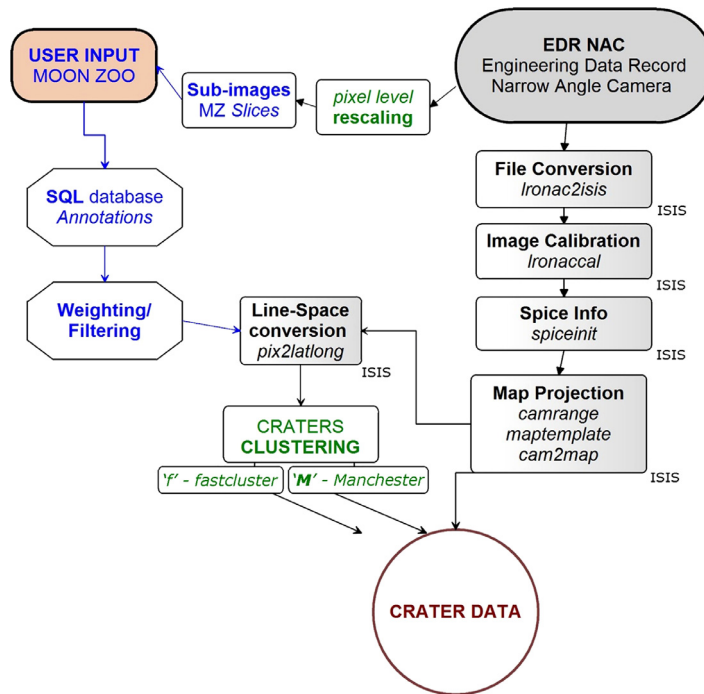 USER INPUT
MOON ZOO
Sub-images
MZ Slices
pixel level
rescaling
EDR NAC
Engineering Data Record
Narrow Angle Camera
File Conversion
lronac2isis
ISIS
SQL database
Annotations
Image Calibration
lronaccal
ISIS
Weighting/
Filtering
Line-Space
conversion
pix2latlong
ISIS
Spice Info
spiceinit
ISIS
Map Projection
camrange
maptemplate
cam2map
ISIS
CRATERS
CLUSTERING
‘f’ - fastcluster
‘M’ - Manchester
CRATER DATA